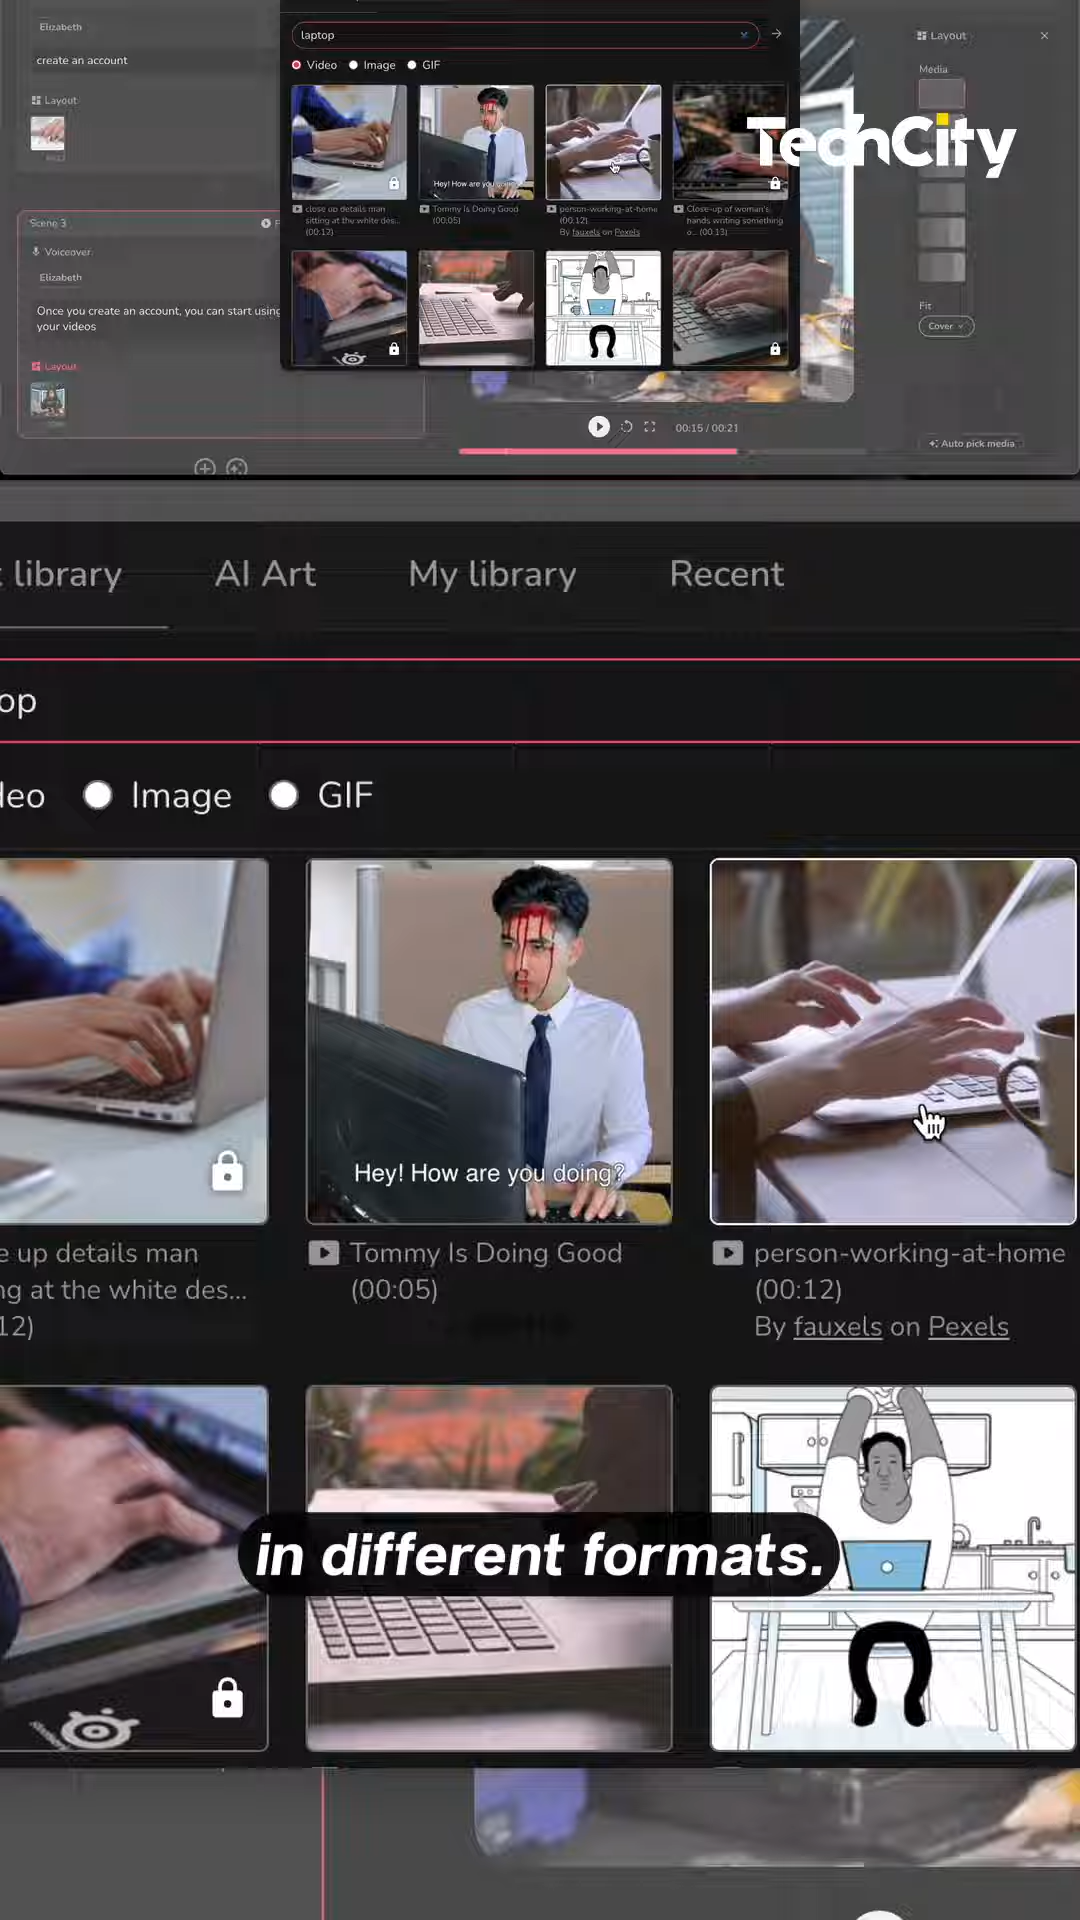 Elizabeth
create an account
Layout
Scene 3
Voiceover
Elizabeth
Once you create an account, you can start using
your videos
Layout
laptop
Video
Image
GIF
Hey! How are you doing?
close up details man
sitting at the white des...
(00:12)
Tommy Is Doing Good
(00:05)
person-working-at-home
(00:12)
By fauxels on Pexels
Close-up of woman's
hands writing something
o... (00:13)
Layout
Media
TechCity
Fit
Cover
00:15 / 00:21
Auto pick media
library
AI Art
My library
Recent
op
deo
Image
GIF
Hey! How are you doing?
e up details man
ng at the white des...
12)
Tommy Is Doing Good
(00:05)
person-working-at-home
(00:12)
By fauxels on Pexels
in different formats.